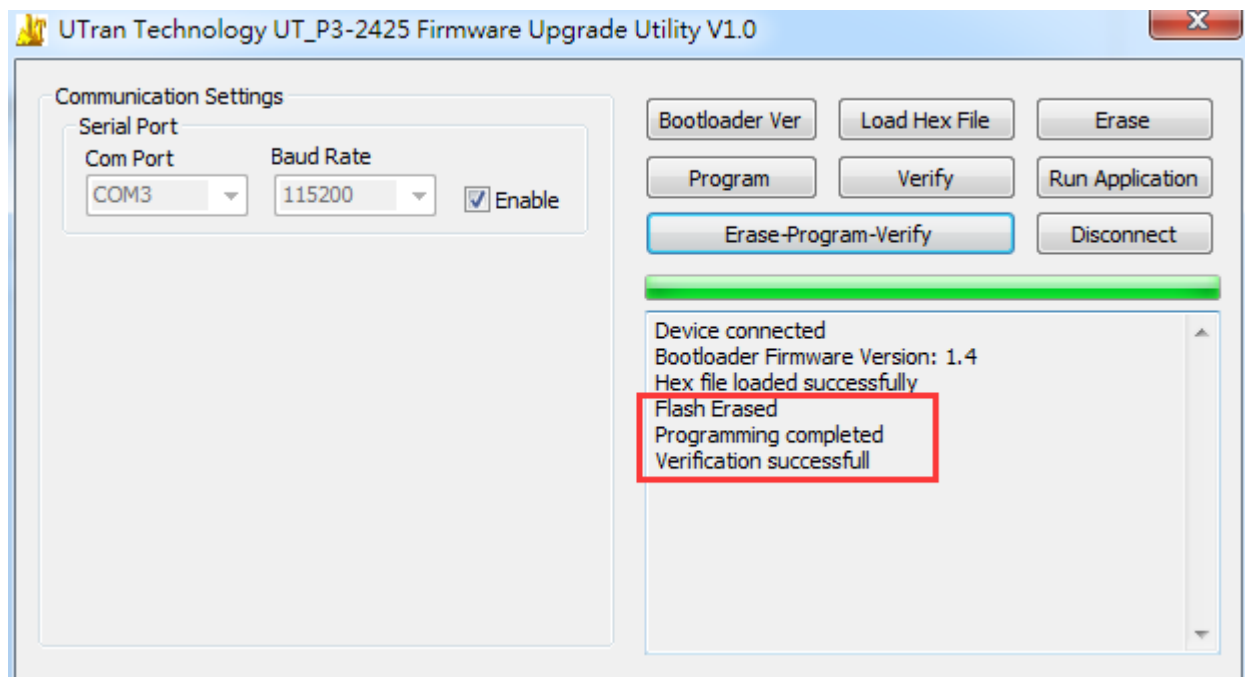 UTran Technology UT_P3-2425 Firmware Upgrade Utility V1.0
Communication Settings
Serial Port
Com Port
Baud Rate
COM3
115200
Enable
Bootloader Ver
Load Hex File
Erase
Program
Verify
Run Application
Erase-Program-Verify
Disconnect
Device connected
Bootloader Firmware Version: 1.4
Hex file loaded successfully
Flash Erased
Programming completed
Verification successfull